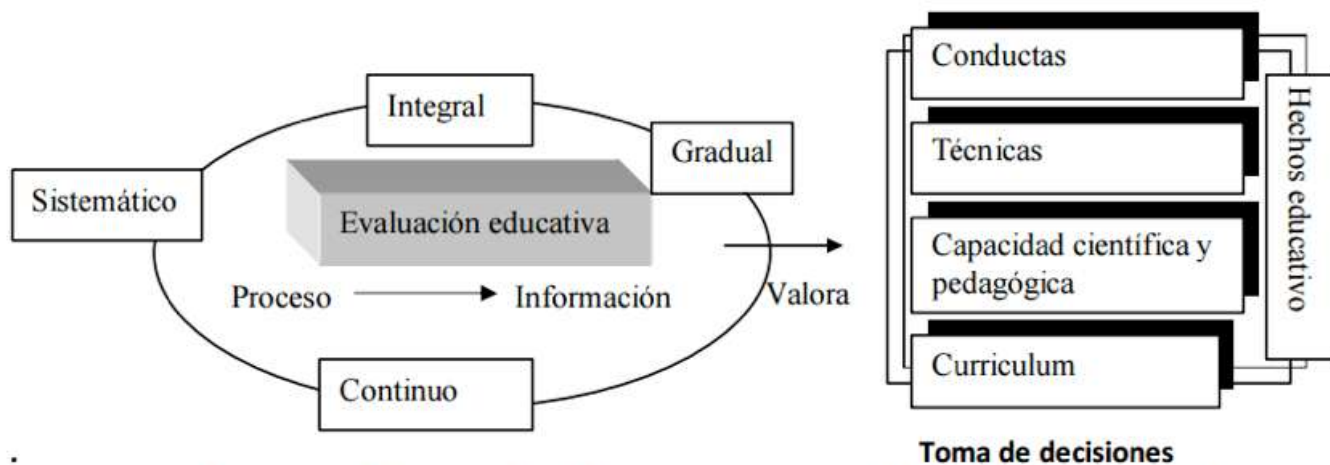 Integral
Gradual
Sistemático
Evaluación educativa
Proceso
Información
Valora
Continuo
Conductas
Técnicas
Capacidad científica y
pedagógica
Curriculum
Hechos educativo
Toma de decisiones